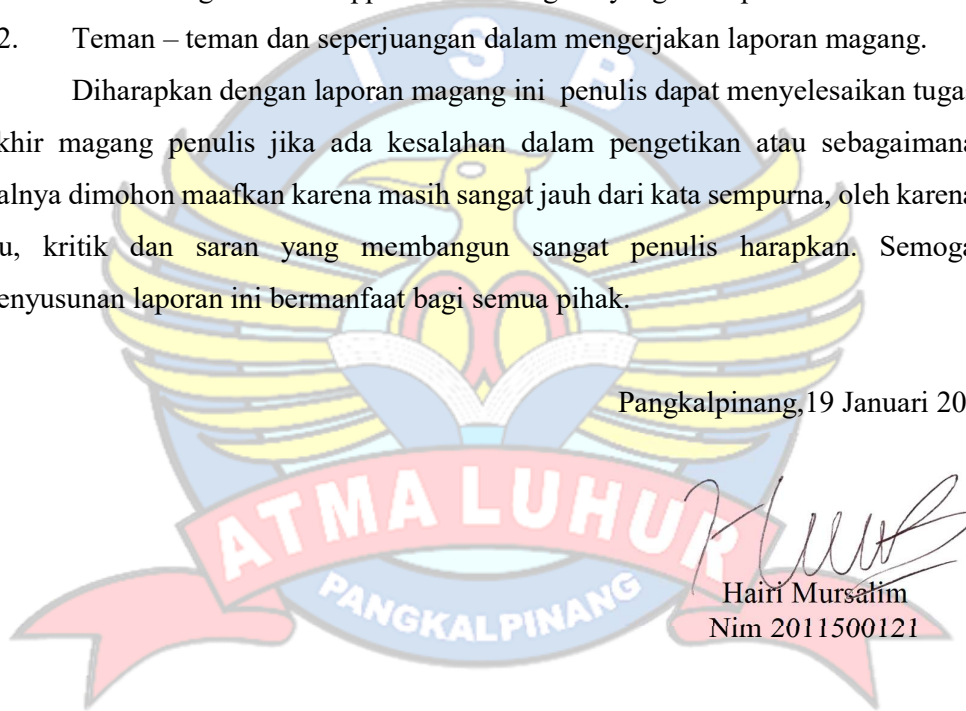 2. Teman – teman dan seperjuangan dalam mengerjakan laporan magang.
Diharapkan dengan laporan magang ini penulis dapat menyelesaikan tuga
khir magang penulis jika ada kesalahan dalam pengetikan atau sebagaimana
alnya dimohon maafkan karena masih sangat jauh dari kata sempurna, oleh karena
u, kritik dan saran yang membangun sangat penulis harapkan. Semoga
enyusunan laporan ini bermanfaat bagi semua pihak.
Pangkalpinang,19 Januari 20
Hairi Mursalim
Nim 2011500121
I S B
ATMA LUHUR
PANGKALPINANG